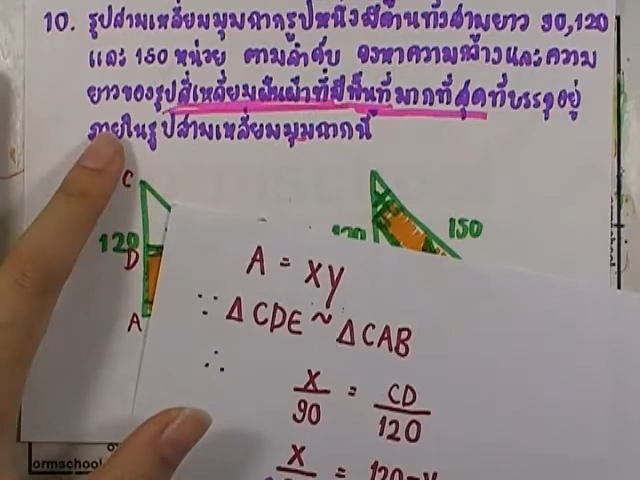 10. รูปสามเหลี่ยมมุมฉากรูปหนึ่งมีด้านทั้งสามยาว 90,120
และ 150 หน่วย ตามลำดับ จงหาความกว้างและความ
ยาวของรูปสี่เหลี่ยมผืนผ้าที่มีพื้นที่มากที่สุดที่บรรจุอยู่
ภายในรูปสามเหลี่ยมมุมฉากนี้
C
120
D
A
150
A = xy
∵ ΔCDE ~ ΔCAB
∴
x/90 = CD/120
x = 120-y
ormschool